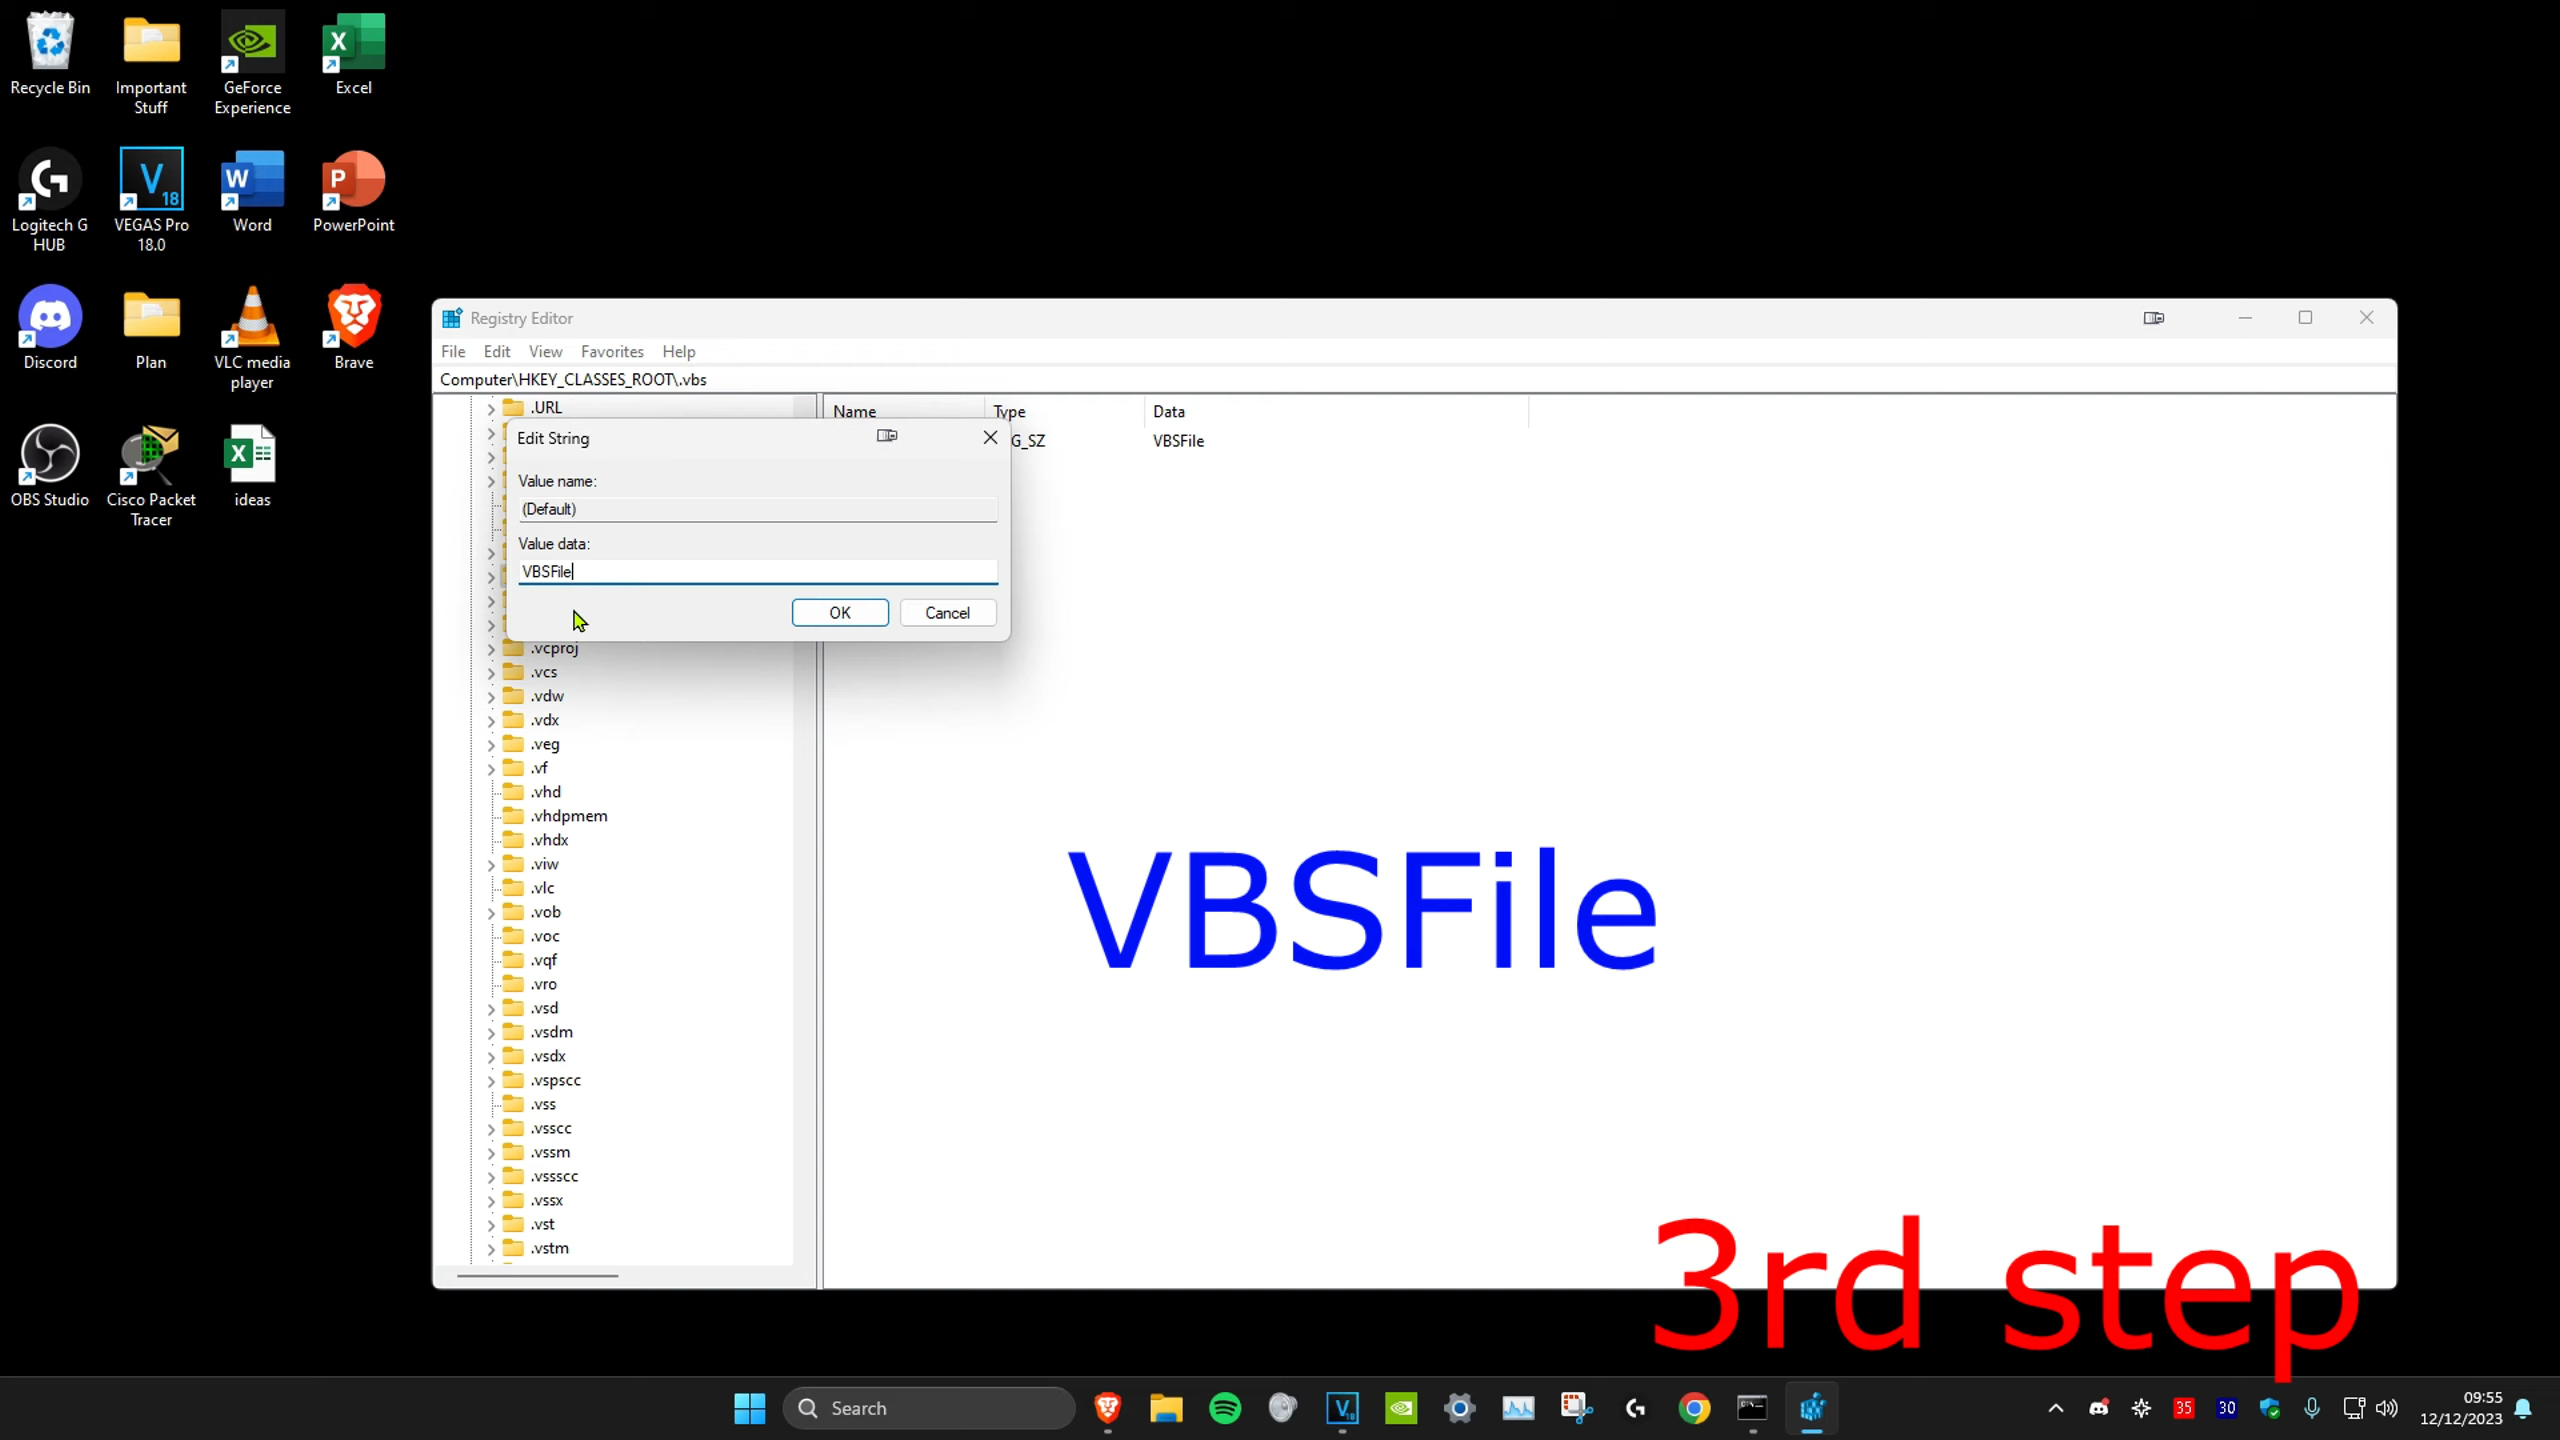 Recycle Bin
Important
Stuff
GeForce
Experience
Excel
Logitech G
HUB
VEGAS Pro
18.0
Word
PowerPoint
Discord
Plan
VLC media
player
Brave
OBS Studio
Cisco Packet
Tracer
ideas
Registry Editor
File Edit View Favorites Help
Computer\HKEY_CLASSES_ROOT\.vbs
.URL
Name Type Data
G_SZ VBSFile
Edit String
Value name:
(Default)
Value data:
VBSFile
OK Cancel
.vcproj
.vcs
.vdw
.vdx
.veg
.vf
.vhd
.vhdpmem
.vhdx
.viw
.vlc
.vob
.voc
.vqf
.vro
.vsd
.vsdm
.vsdx
.vspscc
.vss
.vsscc
.vssm
.vssscc
.vssx
.vst
.vstm
VBSFile
3rd step
Search
35
30
09:55
12/12/2023